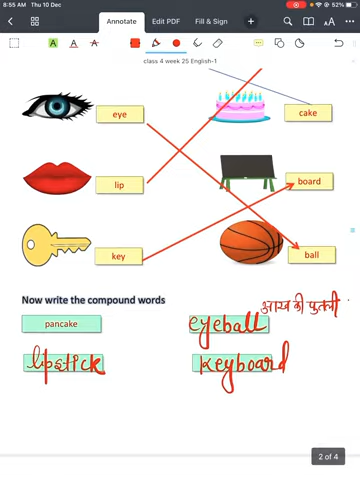 8:55 AM Thu 10 Dec 52%
Annotate Edit PDF Fill & Sign
class 4 week 25 English-1
eye cake
lip board
key ball
Now write the compound words
आख की पुतली
pancake eyeball
lipstick keyboard
2 of 4